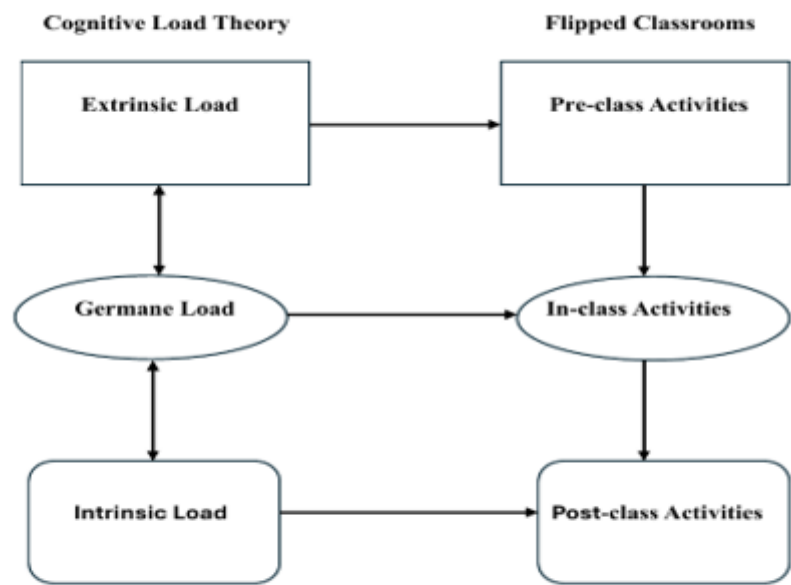 Cognitive Load Theory
Flipped Classrooms
Extrinsic Load
Pre-class Activities
Germane Load
In-class Activities
Intrinsic Load
Post-class Activities